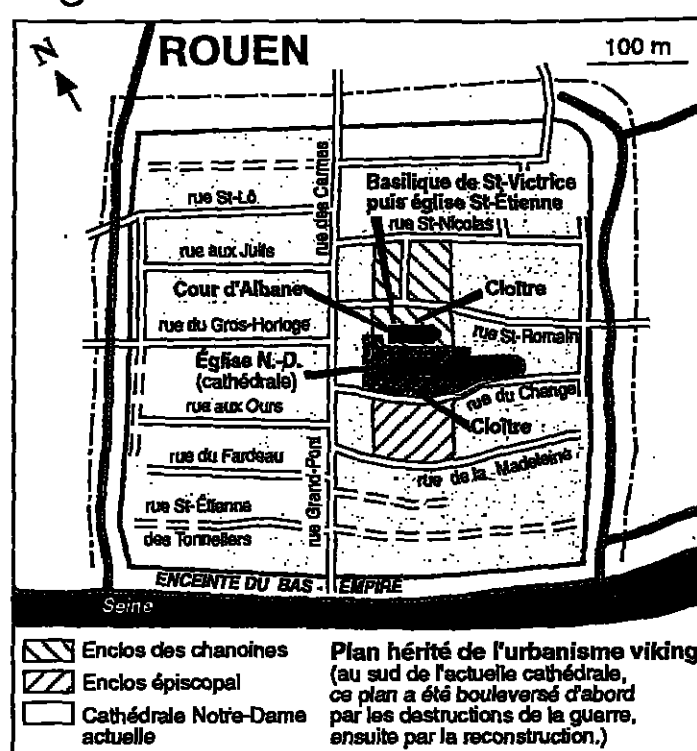 N
ROUEN
100 m
rue des Carmes
Basilique de St-Victrice
puis église St-Étienne
rue St-Lô
rue St-Nicolas
rue aux Juifs
Cour d'Albane
Cloître
rue du Gros-Horloge
rue St-Romain
Église N.-D.
(cathédrale)
rue du Change
rue aux Ours
Cloître
rue du Fardeau
rue de la Madeleine
rue Grand-Pont
rue St-Étienne
des Tonneliers
ENCEINTE DU BAS - EMPIRE
Seine
Enclos des chanoines
Enclos épiscopal
Cathédrale Notre-Dame
actuelle
Plan hérité de l'urbanisme viking
(au sud de l'actuelle cathédrale,
ce plan a été bouleversé d'abord
par les destructions de la guerre,
ensuite par la reconstruction.)